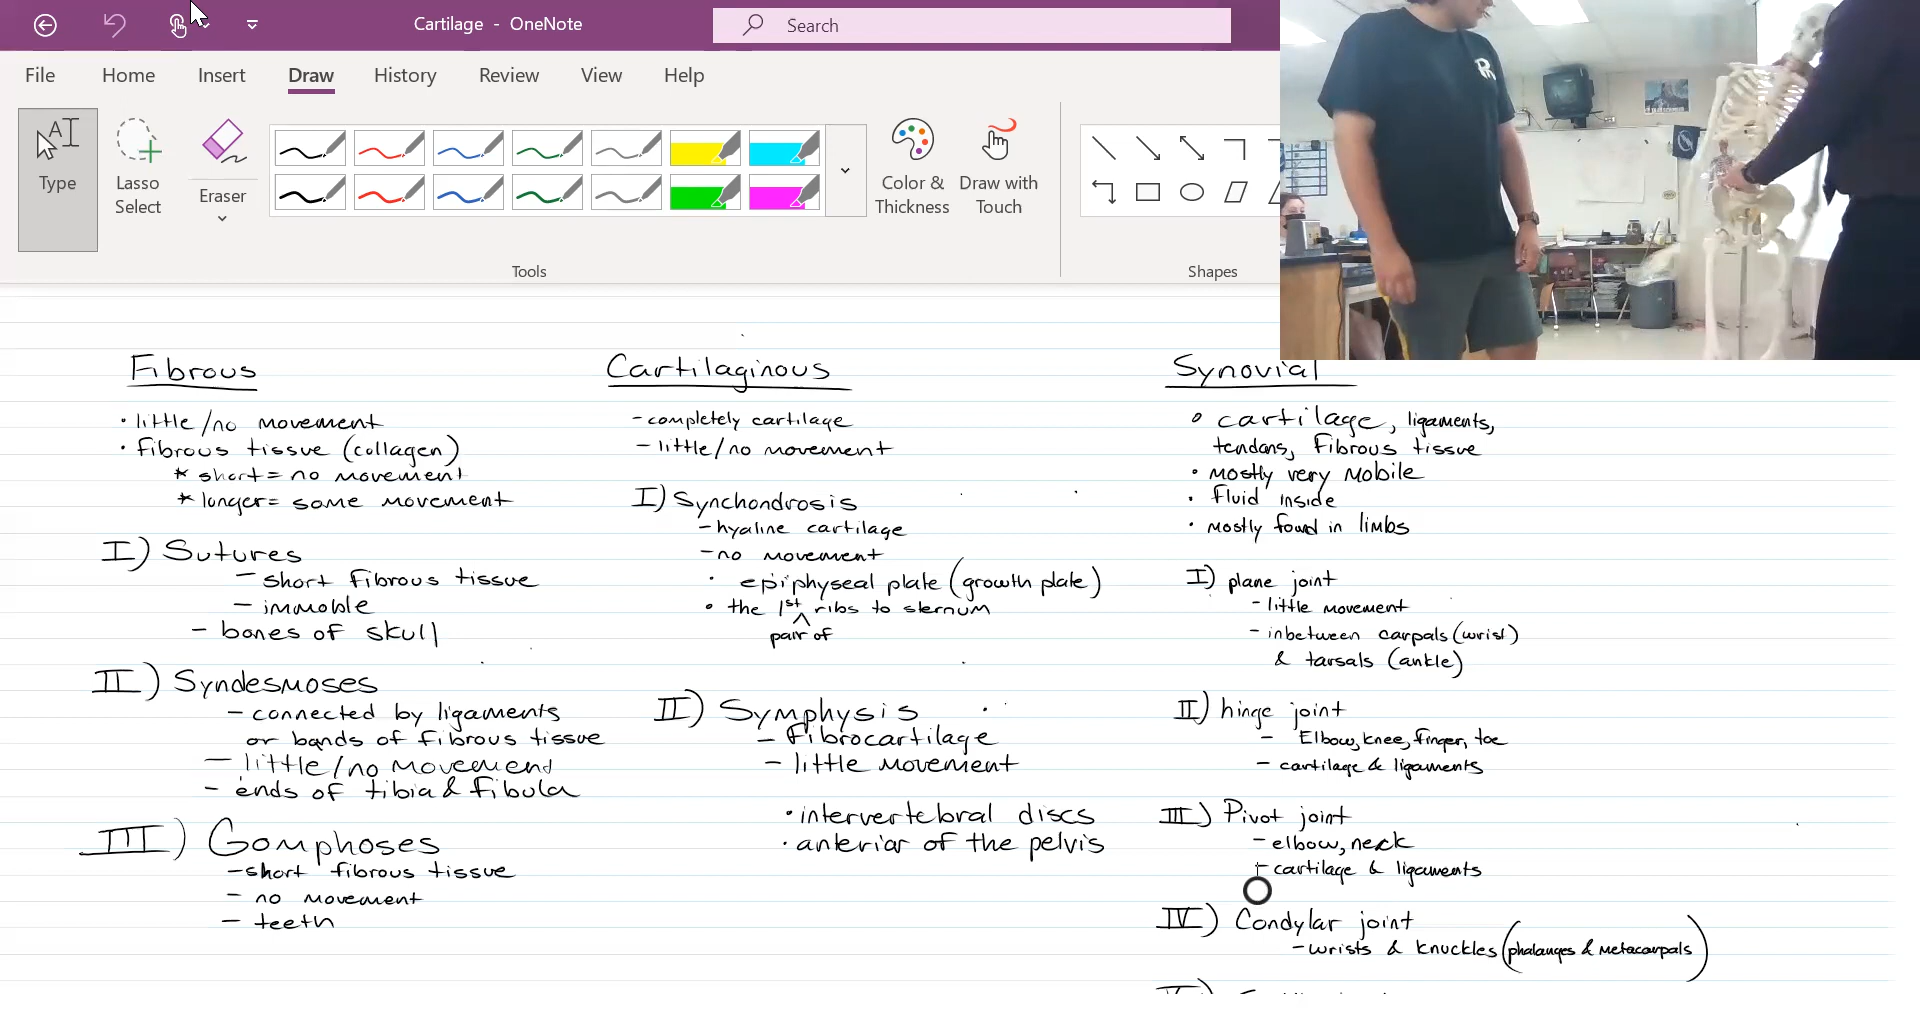 Cartilage - OneNote
Search
File Home Insert Draw History Review View Help
Type
Lasso Select
Eraser
Color & Thickness
Draw with Touch
Tools
Shapes
Fibrous
• little/no movement
• fibrous tissue (collagen)
* short = no movement
* longer = some movement
I) Sutures
- short fibrous tissue
- immoble
- bones of skull
II) Syndesmoses
- connected by ligaments
or bands of fibrous tissue
- little/no movement
- ends of tibia & fibula
III) Gomphoses
- short fibrous tissue
- no movement
- teeth
Cartilaginous
- completely cartilage
- little/no movement
I) Synchondrosis
- hyaline cartilage
- no movement
• epiphyseal plate (growth plate)
• the 1st ^ ribs to sternum
pair of
II) Symphysis
- fibrocartilage
- little movement
• intervertebral discs
• anterior of the pelvis
Synovial
• cartilage, ligaments,
tendons, fibrous tissue
• mostly very mobile
• fluid inside
• mostly found in limbs
I) plane joint
- little movement
- inbetween carpals (wrist)
& tarsals (ankle)
II) hinge joint
- Elbow, knee, finger, toe
- cartilage & ligaments
III) Pivot joint
- elbow, neck
- cartilage & ligaments
IV) Condylar joint
- wrists & knuckles (phalanges & metacarpals)